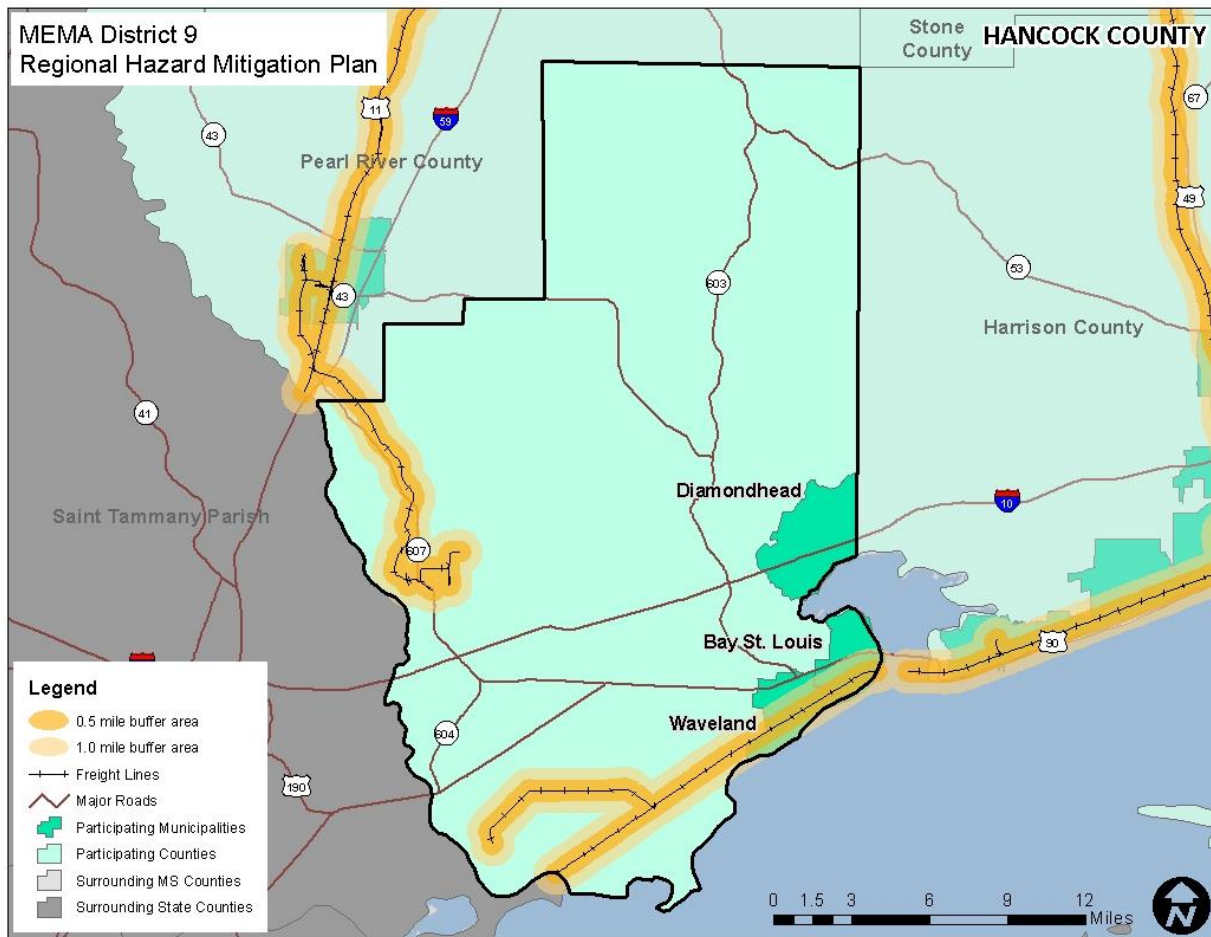 MEMA District 9
Regional Hazard Mitigation Plan
Stone
County
HANCOCK COUNTY
11
59
67
43
Pearl River County
49
53
603
43
Harrison County
41
Diamondhead
10
Saint Tammany Parish
607
Bay St. Louis
90
Waveland
604
190
Legend
0.5 mile buffer area
1.0 mile buffer area
Freight Lines
Major Roads
Participating Municipalities
Participating Counties
Surrounding MS Counties
Surrounding State Counties
0 1.5 3 6 9 12
Miles
N